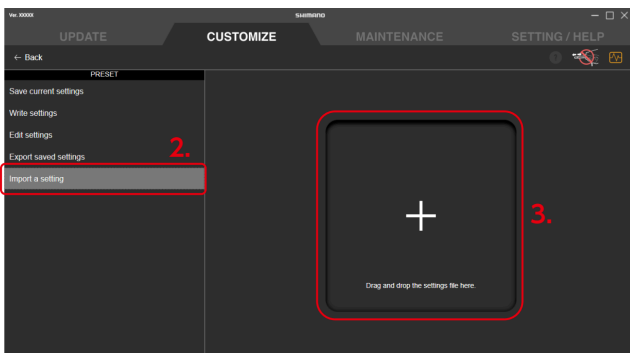 Ver. XXXXX
SHIMANO
UPDATE
CUSTOMIZE
MAINTENANCE
SETTING / HELP
← Back
PRESET
Save current settings
Write settings
Edit settings
Export saved settings
2.
Import a setting
3.
Drag and drop the settings file here.